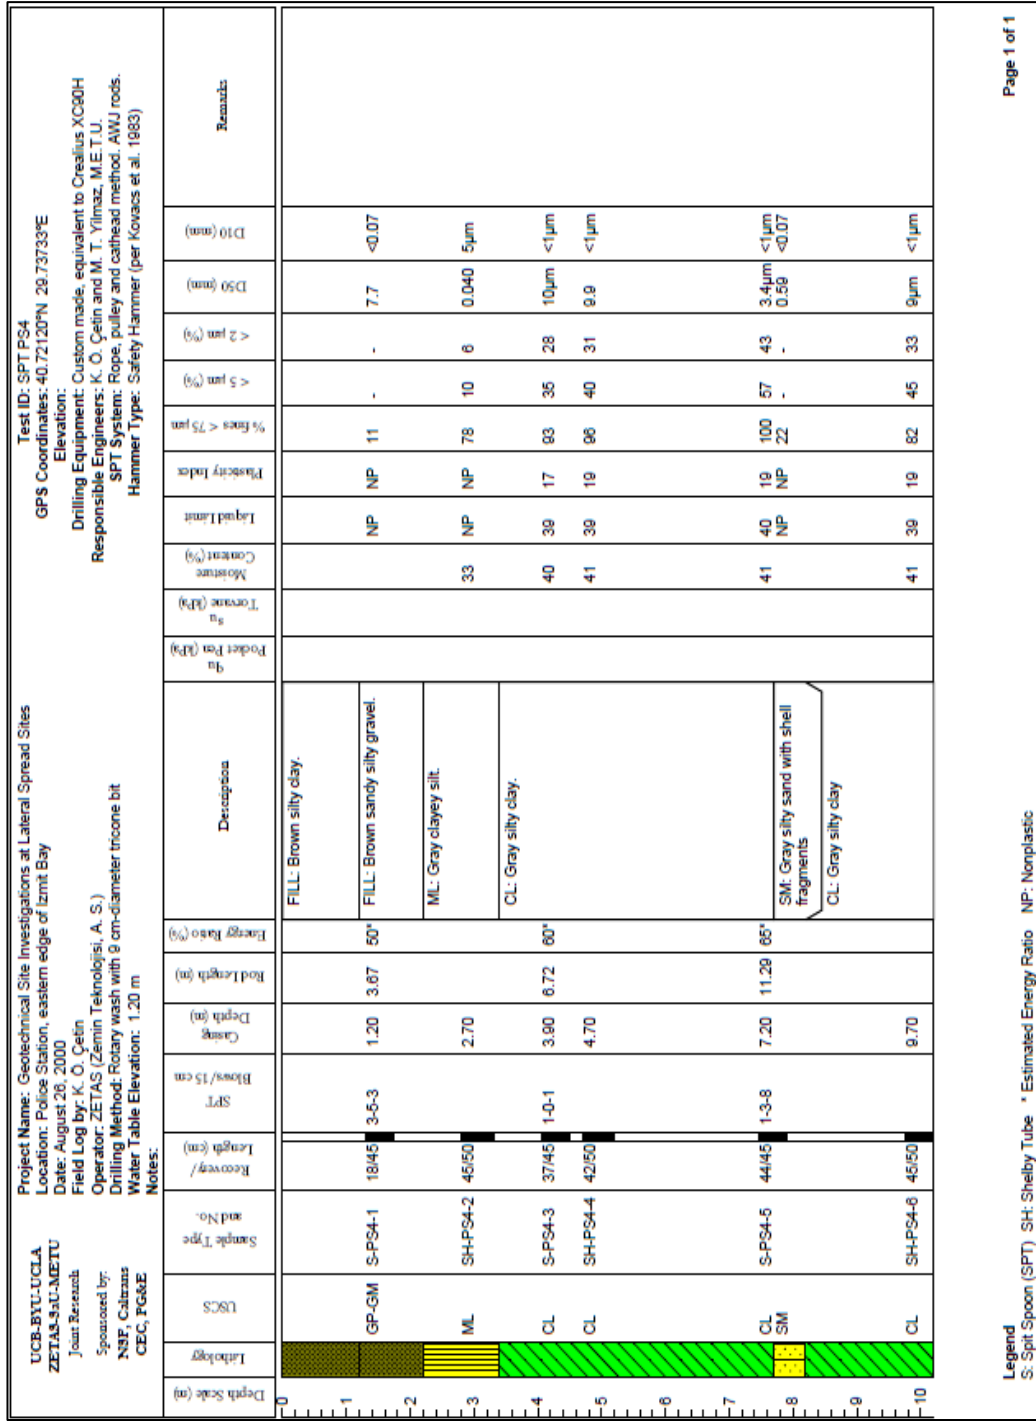 UCB-BYU-UCLA
ZETAS-SaU-METU
Joint Research
Sponsored by:
NSF, Caltrans
CEC, PG&E
Project Name: Geotechnical Site Investigations at Lateral Spread Sites
Location: Police Station, eastern edge of Izmit Bay
Date: August 26, 2000
Field Log by: K. Ö. Çetin
Operator: ZETAS (Zemin Teknolojisi, A. S.)
Drilling Method: Rotary wash with 9 cm-diameter tricone bit
Water Table Elevation: 1.20 m
Notes:
Test ID: SPT PS4
GPS Coordinates: 40.72120°N 29.73733°E
Elevation:
Drilling Equipment: Custom made, equivalent to Crealius XC90H
Responsible Engineers: K. Ö. Çetin and M. T. Yilmaz, M.E.T.U.
SPT System: Rope, pulley and cathead method. AWJ rods.
Hammer Type: Safety Hammer (per Kovacs et al. 1983)
Depth Scale (m)
Lithology
USCS
Sample Type and No.
Recovery / Length (cm)
SPT Blows/15 cm
Casing Depth (m)
Rod Length (m)
Energy Ratio (%)
Description
qu Pocket Pen (kPa)
su Torvane (kPa)
Moisture Content (%)
Liquid Limit
Plasticity Index
% fines < 75 µm
< 5 µm (%)
< 2 µm (%)
D50 (mm)
D10 (mm)
Remarks
0
FILL: Brown silty clay.
1
GP-GM S-PS4-1 18/45 3-5-3 1.20 3.67 50* FILL: Brown sandy silty gravel. NP NP 11 - - 7.7 <0.07
2
ML: Gray clayey silt.
ML SH-PS4-2 45/50 2.70 33 NP NP 78 10 6 0.040 5µm
3
CL: Gray silty clay.
4
CL S-PS4-3 37/45 1-0-1 3.90 6.72 60* 40 39 17 93 35 28 10µm <1µm
CL SH-PS4-4 42/50 4.70 41 39 19 96 40 31 9.9 <1µm
5
6
7
CL S-PS4-5 44/45 1-3-8 7.20 11.29 65* 41 40 19 100 57 43 3.4µm <1µm
SM NP NP 22 - - 0.59 <0.07
SM: Gray silty sand with shell
fragments
8
CL: Gray silty clay
9
CL SH-PS4-6 45/50 9.70 41 39 19 82 45 33 9µm <1µm
10
Legend
S: Spit Spoon (SPT) SH: Shelby Tube * Estimated Energy Ratio NP: Nonplastic
Page 1 of 1